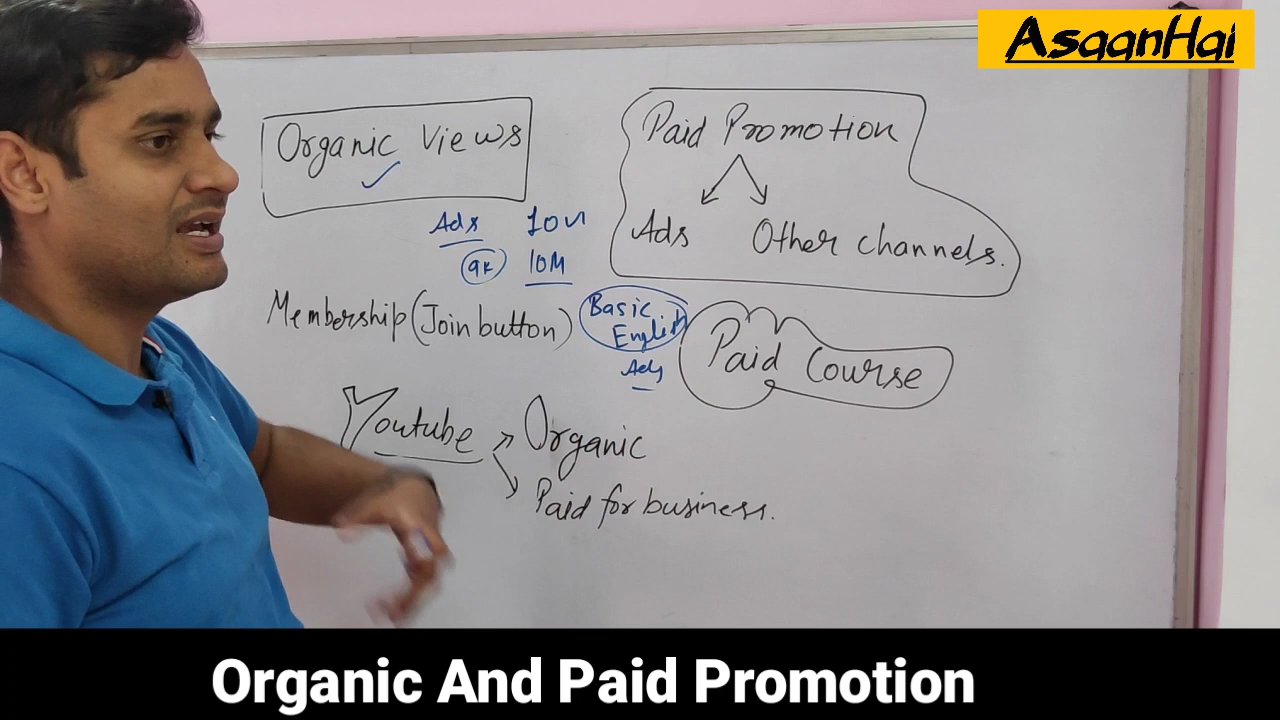 AsaanHai
Organic Views
Paid Promotion
Ads Other channels.
Ads
9K 10M
Membership (Join button)
Basic
English
Ads
Paid Course
Youtube
Organic
Paid for business.
Organic And Paid Promotion